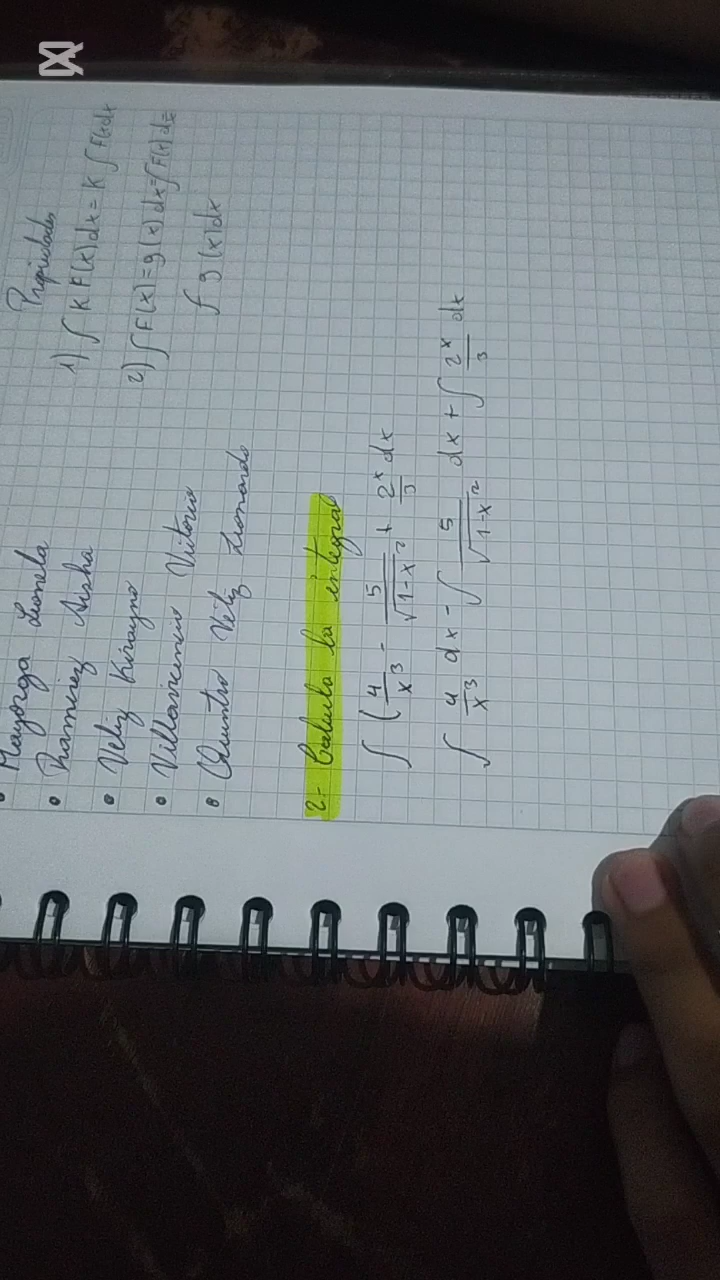 Propiedades
1) ∫ K F(x) dx = K ∫ F(x) dx
2) ∫ F(x) = g(x) dx = ∫ F(x) dx =
∫ g (x) dx
• Mayorga Leonela
• Ramirez Aisha
• Veliz Kirayno
• Villavicencio Victoria
• Veliz Leonardo
2- Calcula la integral
∫ ( 4/x³ - 5/√1-x² + 2ˣ/3 dx
∫ 4/x³ dx - ∫ 5/√1-x² dx + ∫ 2ˣ/3 dx